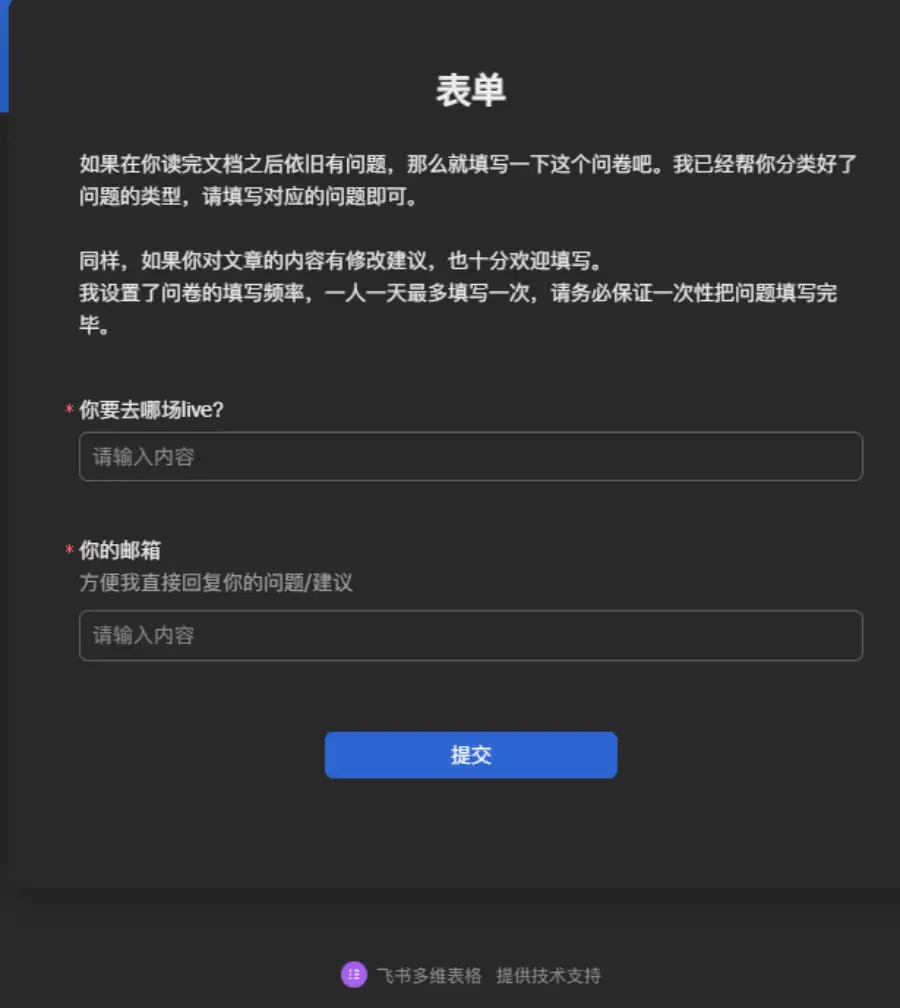 表单
如果在你读完文档之后依旧有问题，那么就填写一下这个问卷吧。我已经帮你分类好了
问题的类型，请填写对应的问题即可。
同样，如果你对文章的内容有修改建议，也十分欢迎填写。
我设置了问卷的填写频率，一人一天最多填写一次，请务必保证一次性把问题填写完
毕。
* 你要去哪场live?
请输入内容
* 你的邮箱
方便我直接回复你的问题/建议
请输入内容
提交
飞书多维表格 提供技术支持